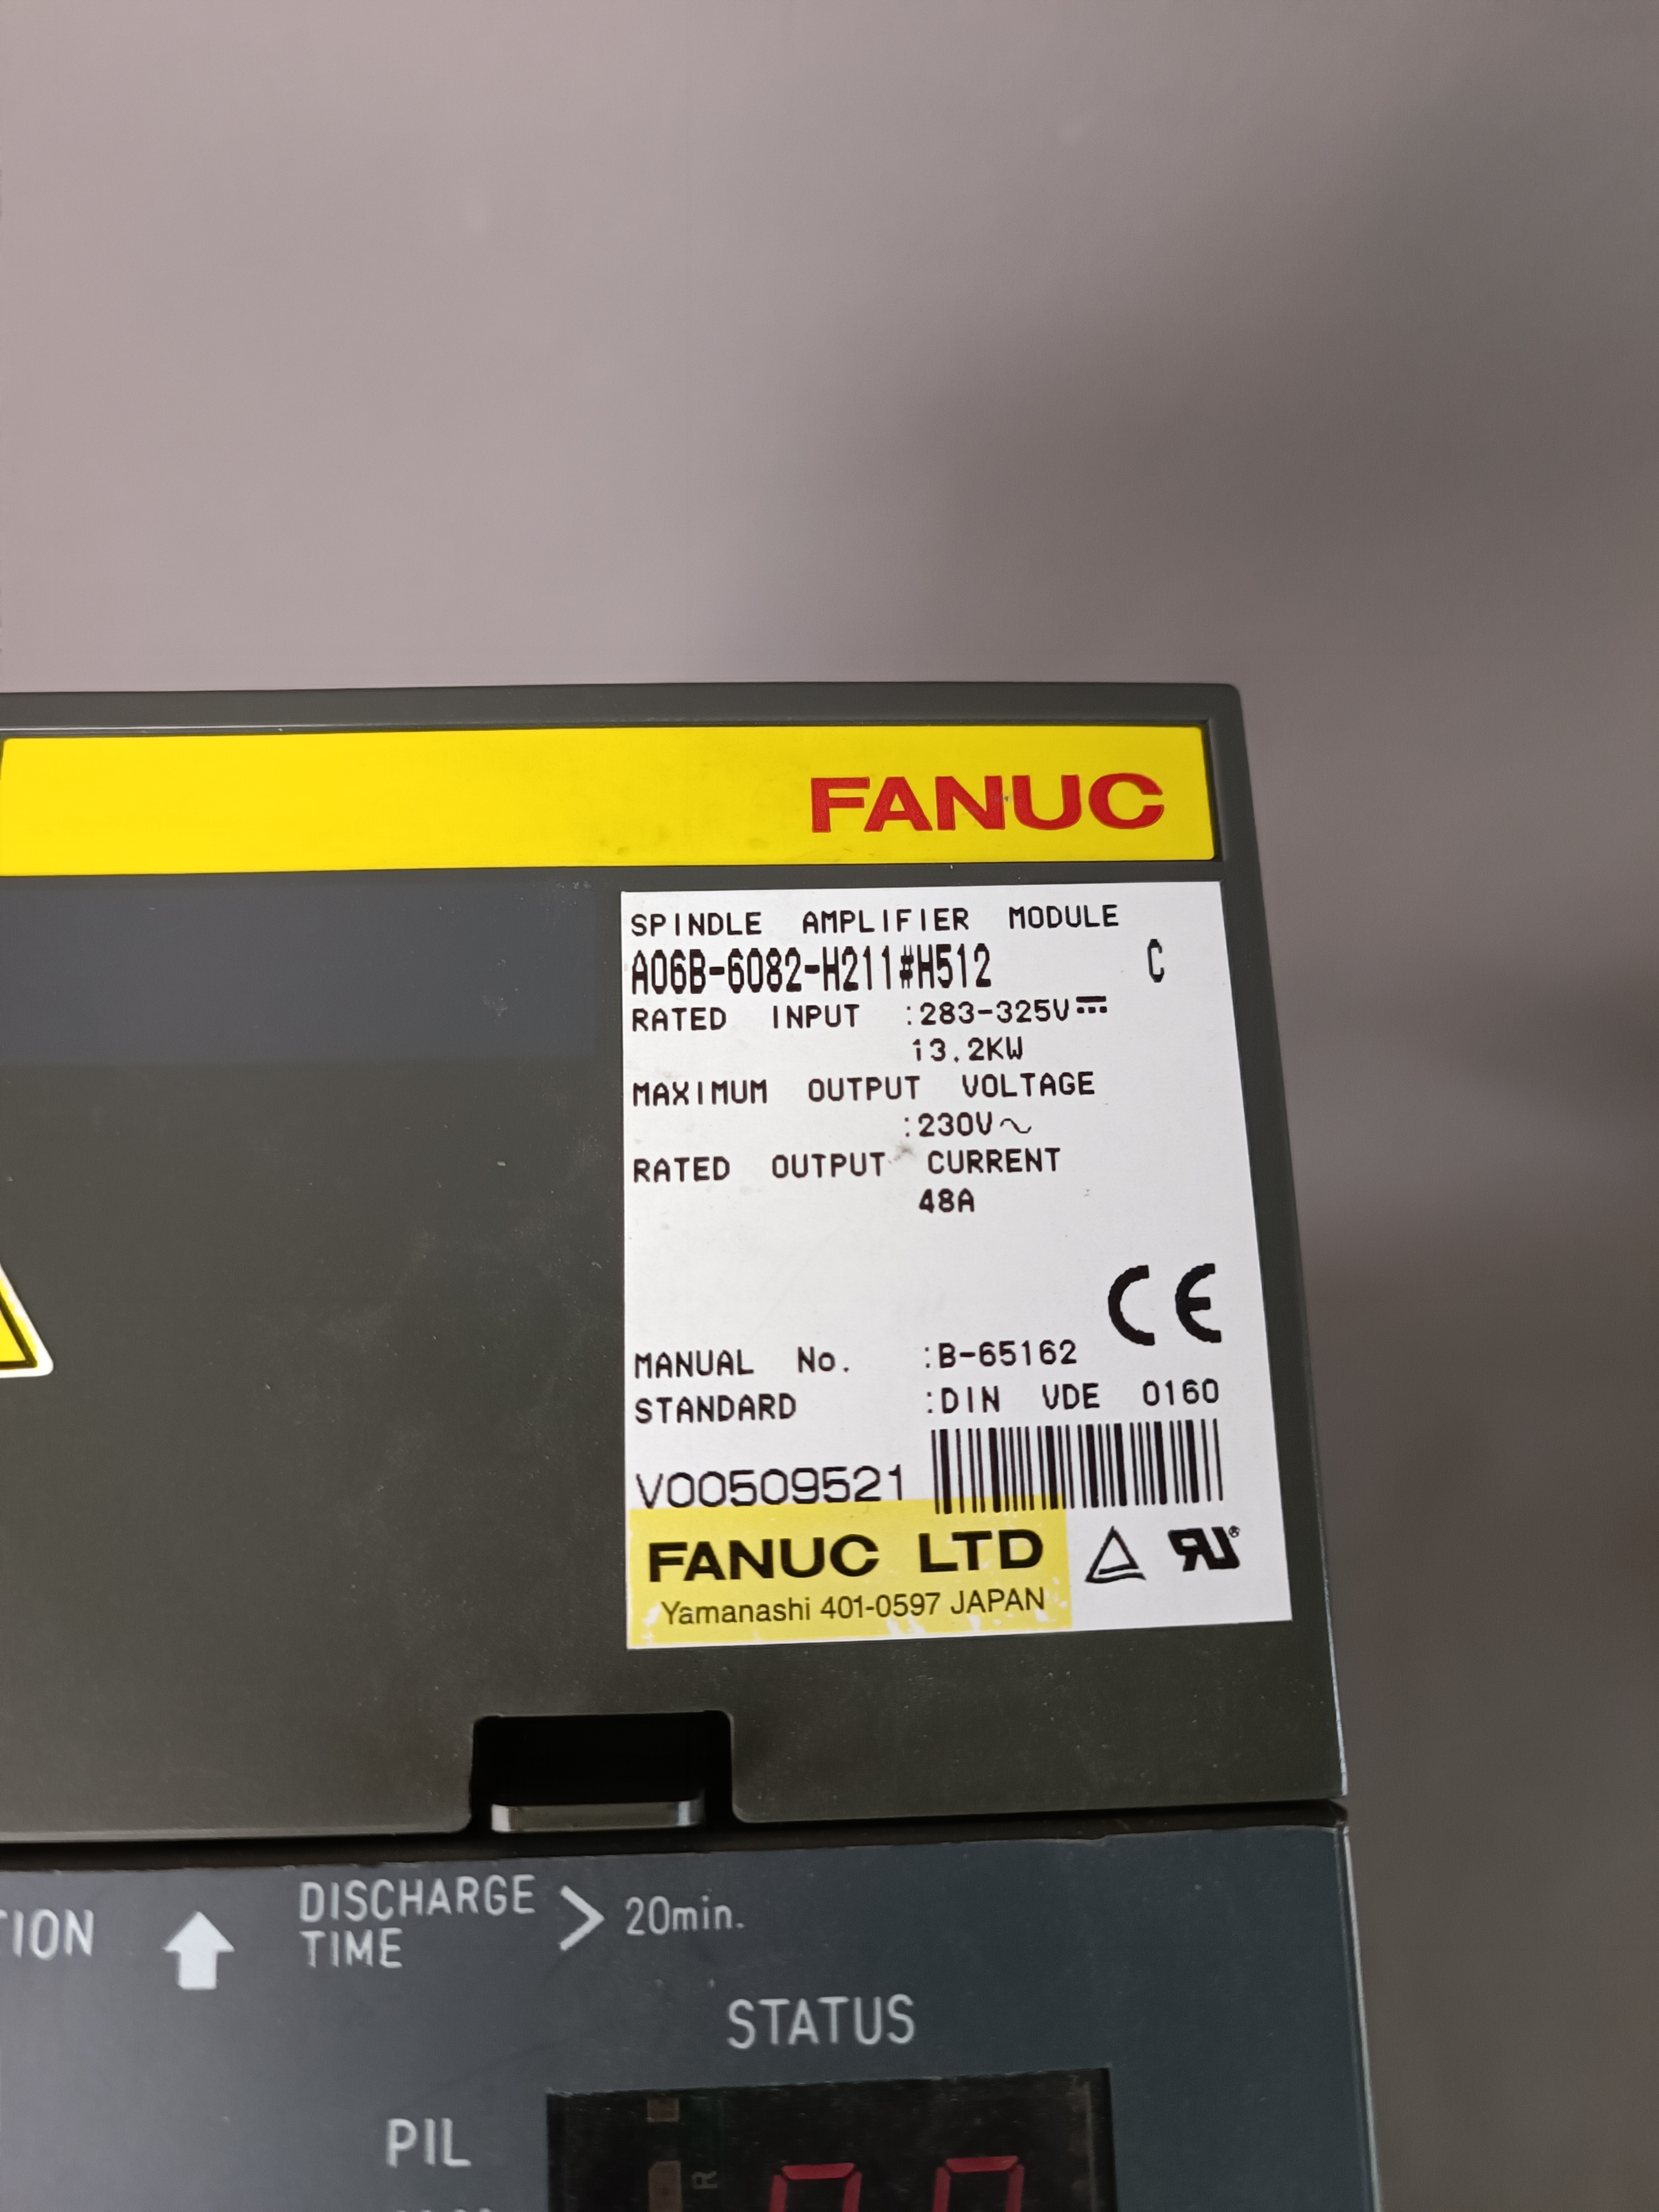 FANUC
SPINDLE AMPLIFIER MODULE
A06B-6082-H211#H512 C
RATED INPUT :283-325V⎓
13.2KW
MAXIMUM OUTPUT VOLTAGE
:230V~
RATED OUTPUT CURRENT
48A
CE
MANUAL No. :B-65162
STANDARD :DIN VDE 0160
V00509521
FANUC LTD
Yamanashi 401-0597 JAPAN
DISCHARGE
TIME > 20min.
STATUS
PIL
R